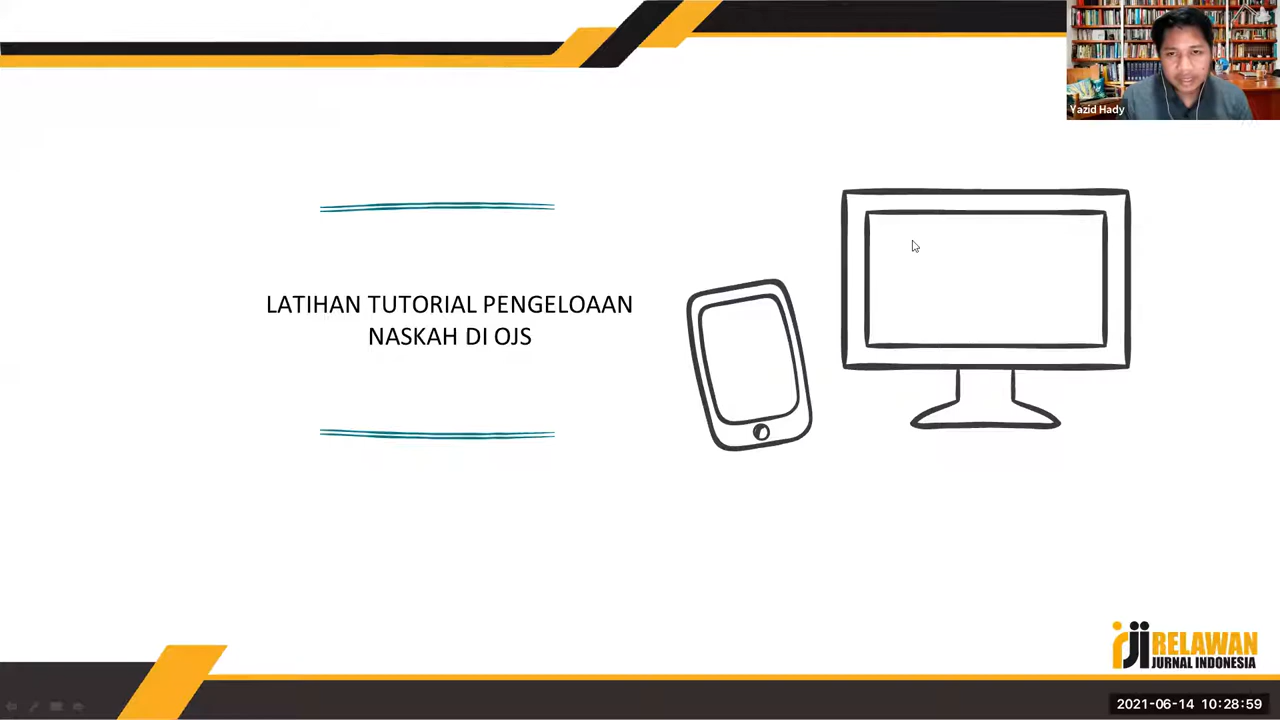 Yazid Hady
LATIHAN TUTORIAL PENGELOAAN
NASKAH DI OJS
RELAWAN
JURNAL INDONESIA
2021-06-14 10:28:59